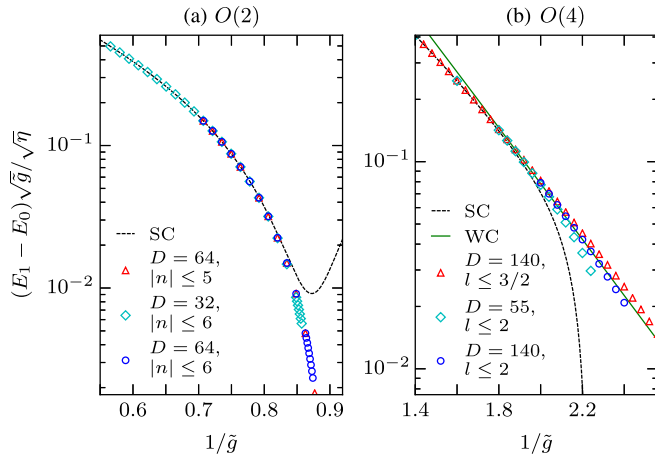 (a) O(2)
(E₁ − E₀)√g̃/√η
10⁻¹
10⁻²
SC
D = 64,
|n| ≤ 5
D = 32,
|n| ≤ 6
D = 64,
|n| ≤ 6
0.6 0.7 0.8 0.9
1/g̃
(b) O(4)
10⁻¹
10⁻²
SC
WC
D = 140,
l ≤ 3/2
D = 55,
l ≤ 2
D = 140,
l ≤ 2
1.4 1.8 2.2
1/g̃